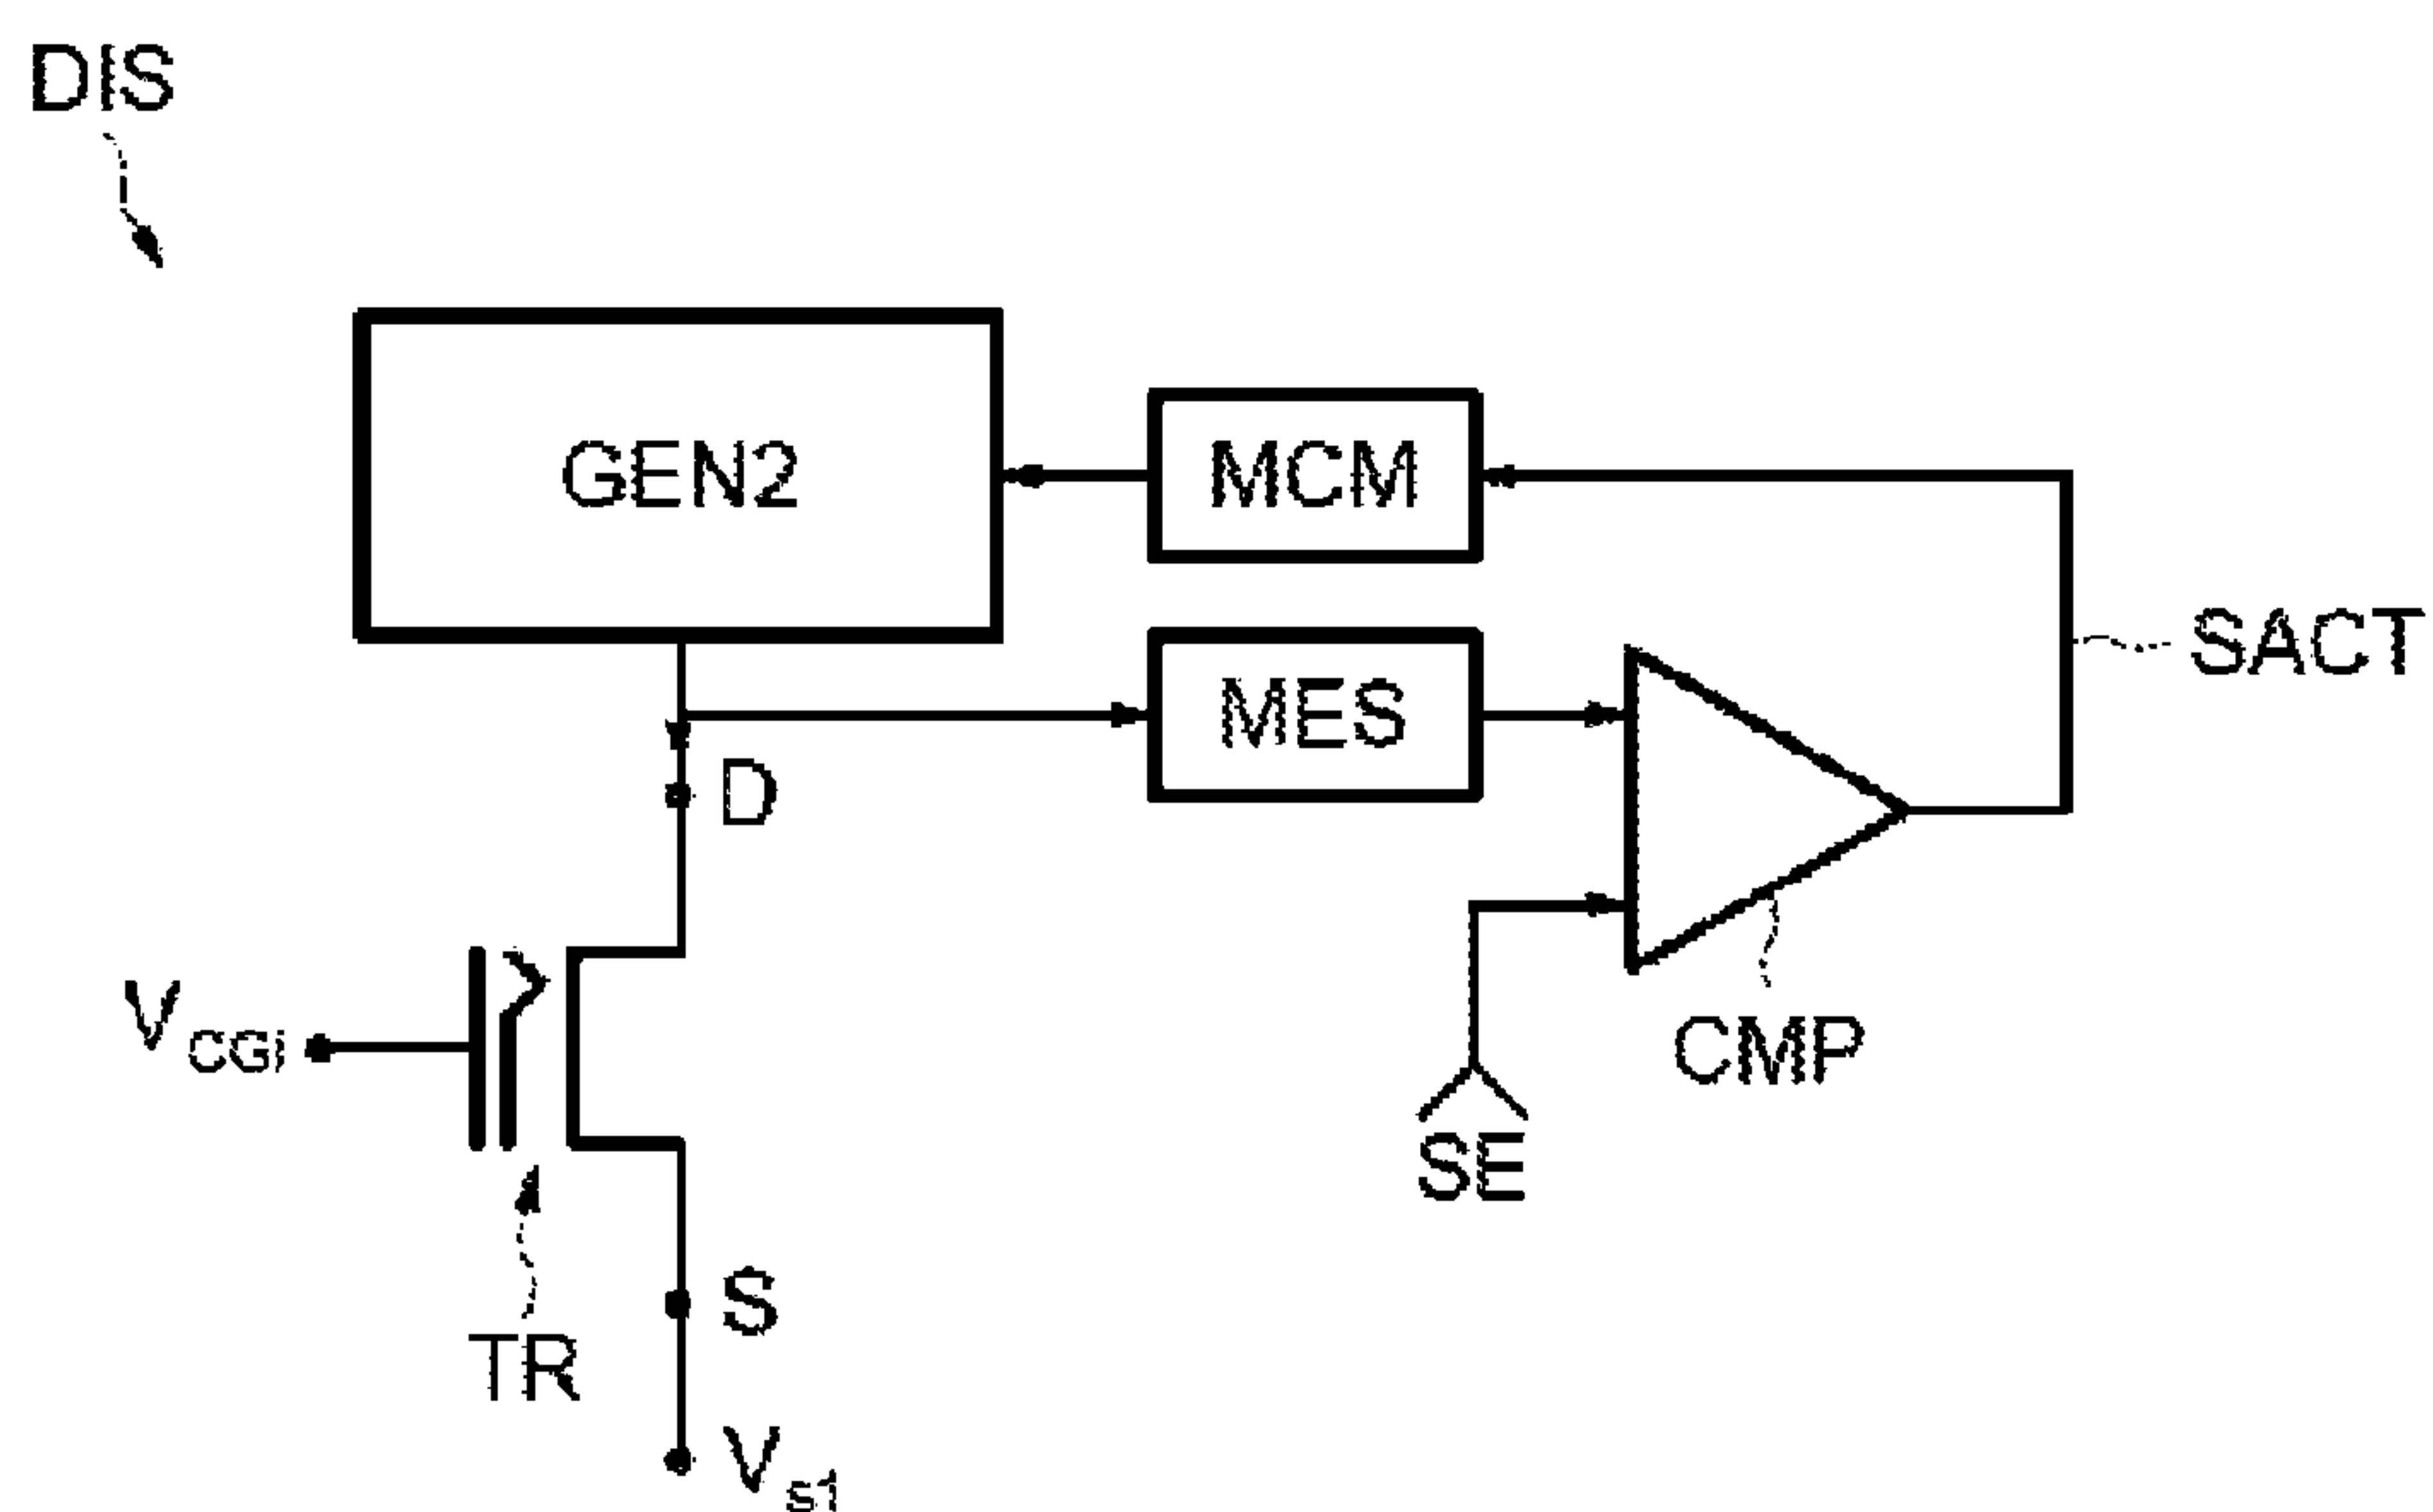 DIS
GEN2
MCM
SACT
MES
D
VCGi
CMP
SE
S
TR
Vs1